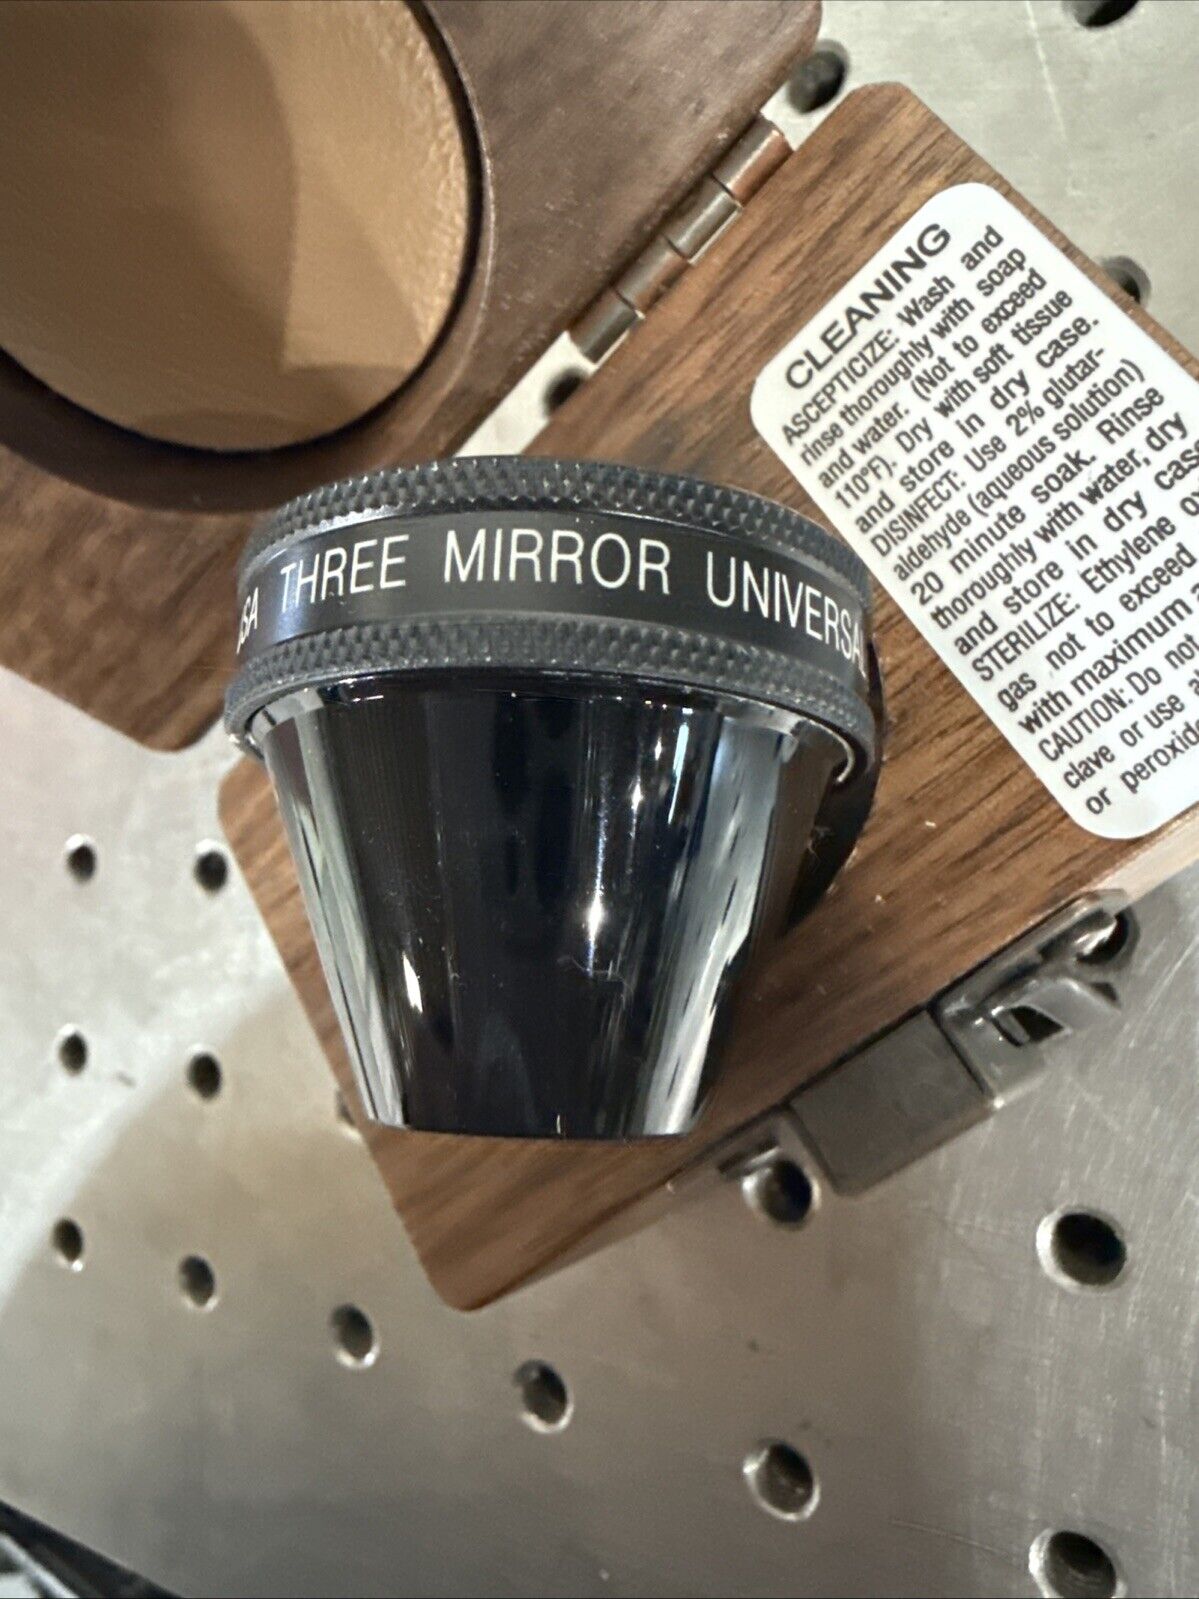 USA THREE MIRROR UNIVERSAL
CLEANING
ASCEPTICIZE: Wash and
rinse thoroughly with soap
and water. (Not to exceed
110°F). Dry with soft tissue
and store in dry case.
DISINFECT: Use 2% glutar-
aldehyde (aqueous solution)
20 minute soak. Rinse
thoroughly with water, dry
and store in dry case
STERILIZE: Ethylene
gas not to exceed
with maximum
CAUTION: Do not
clave or use
or